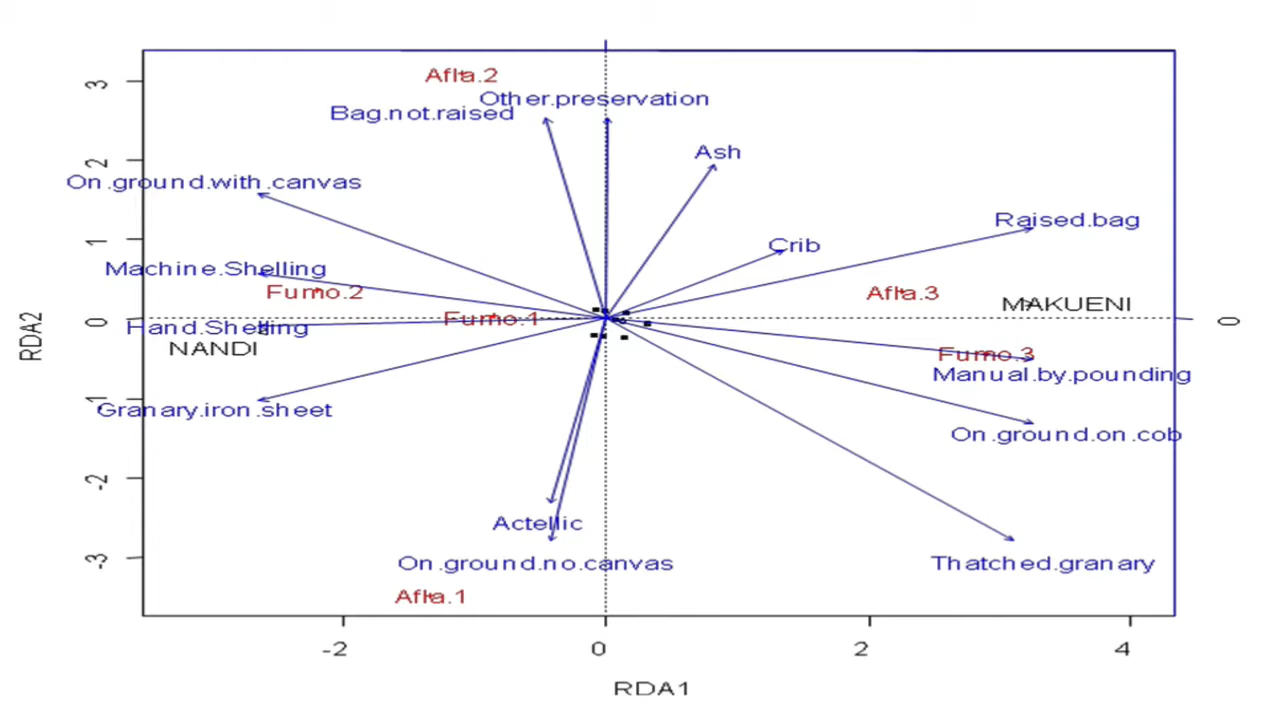 Afla.2
3
Other.preservation
Bag.not.raised
Ash
2
On.ground.with.canvas
Raised.bag
Crib
1
Machine.Shelling
Fumo.2
Afla.3
MAKUENI
Fumo.1
0
0
Hand.Shelling
RDA2
NANDI
Fumo.3
Manual.by.pounding
-1
Granary.iron.sheet
On.ground.on.cob
-2
Actellic
-3
On.ground.no.canvas
Thatched.granary
Afla.1
-2 0 2 4
RDA1